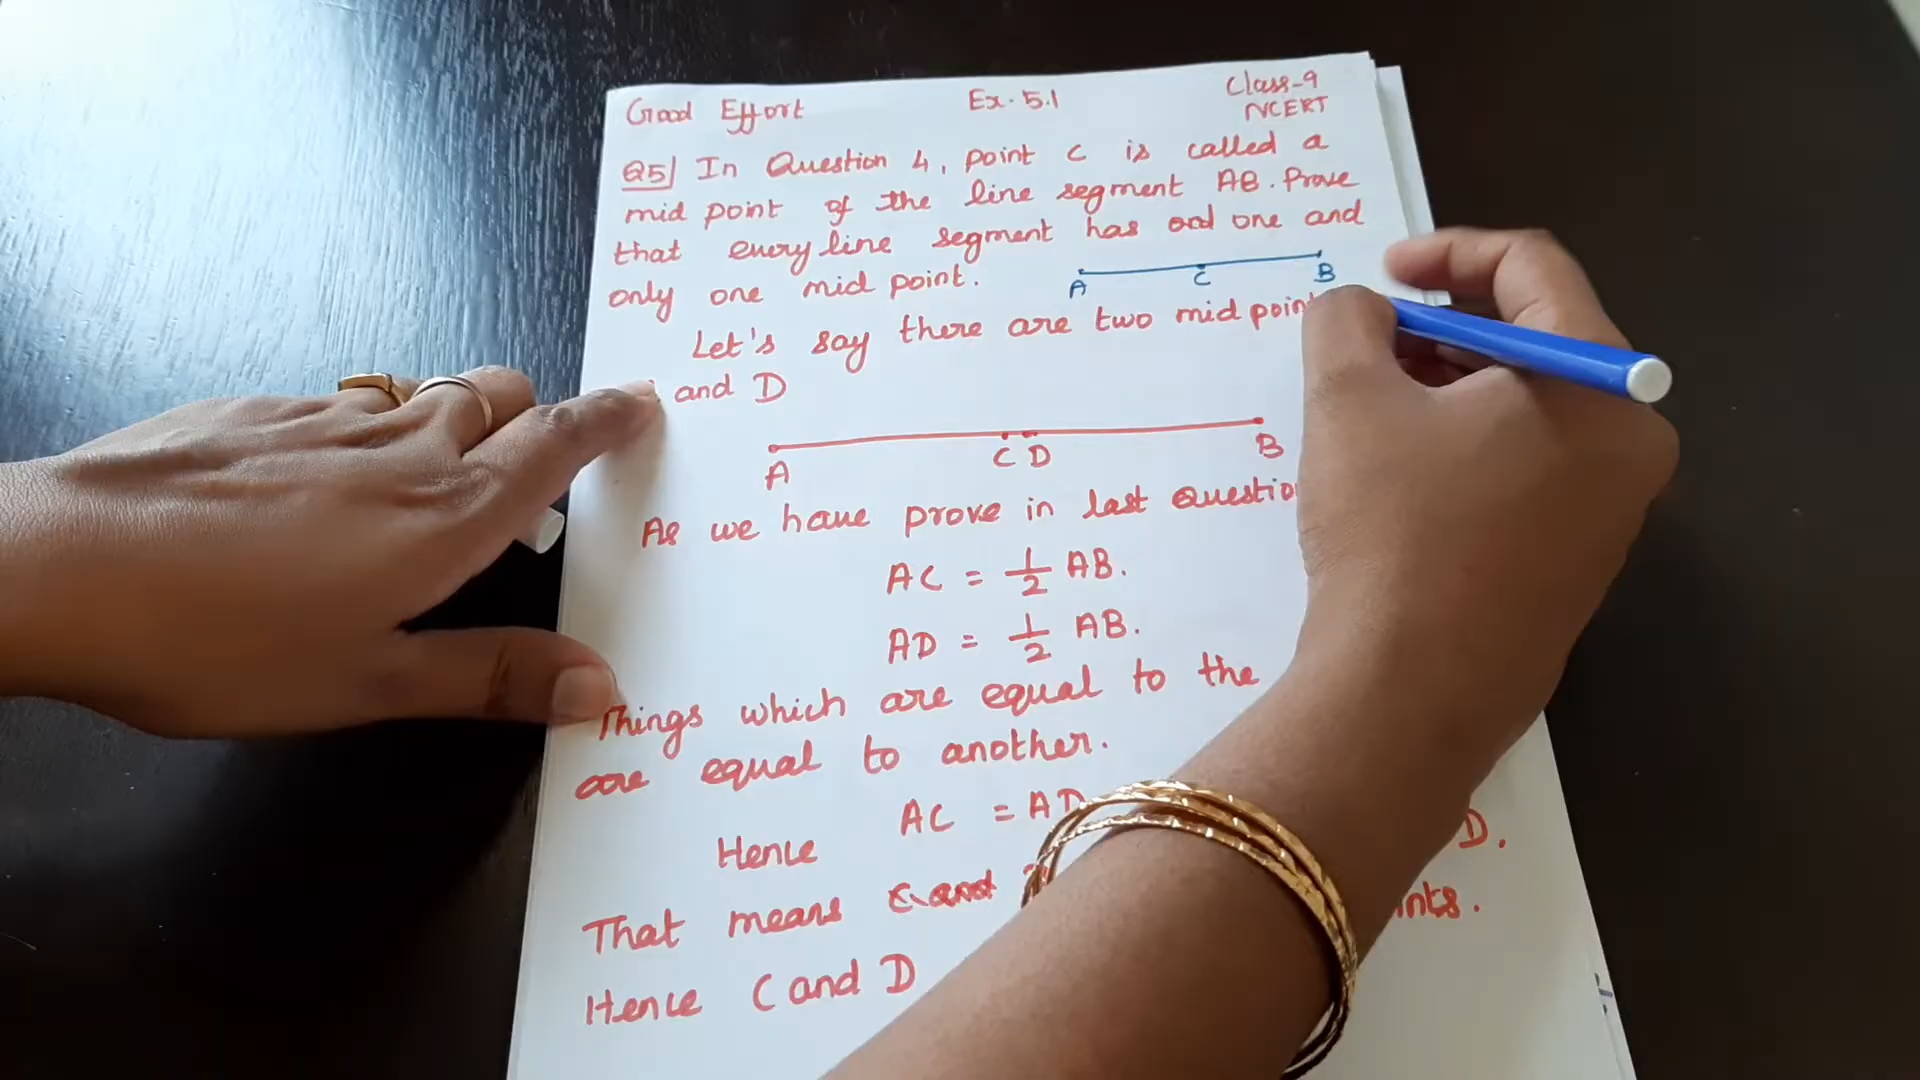 Good Effort Ex. 5.1 Class-9
NCERT
Q5) In Question 4, point C is called a
mid point of the line segment AB. Prove
that every line segment has one and
only one mid point.
A C B
Let's say there are two mid point
and D
A C D B
As we have prove in last Question
AC = 1/2 AB.
AD = 1/2 AB.
Things which are equal to the
are equal to another.
Hence AC = AD D.
That means C and
Hence C and D